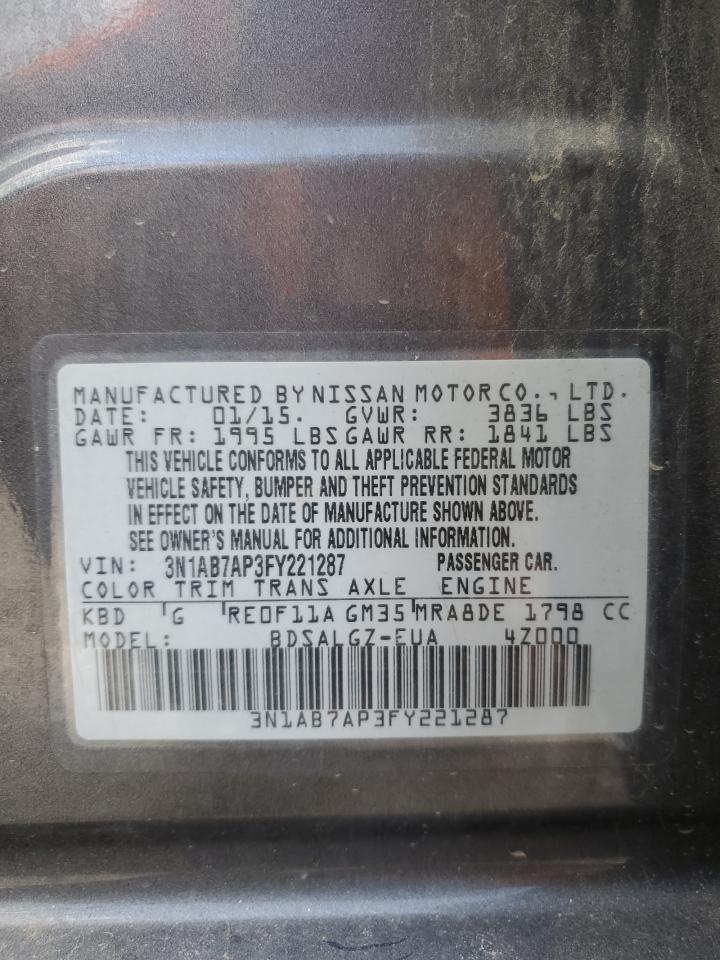 MANUFACTURED BY NISSAN MOTOR CO., LTD.
DATE: 01/15. GVWR: 3836 LBS
GAWR FR: 1995 LBS GAWR RR: 1841 LBS
THIS VEHICLE CONFORMS TO ALL APPLICABLE FEDERAL MOTOR
VEHICLE SAFETY, BUMPER AND THEFT PREVENTION STANDARDS
IN EFFECT ON THE DATE OF MANUFACTURE SHOWN ABOVE.
SEE OWNER'S MANUAL FOR ADDITIONAL INFORMATION.
VIN: 3N1AB7AP3FY221287 PASSENGER CAR.
COLOR TRIM TRANS AXLE ENGINE
KBD G RE0F11A GM35 MRA8DE 1798 CC
MODEL: BDSALGZ-EUA 4Z000
3N1AB7AP3FY221287